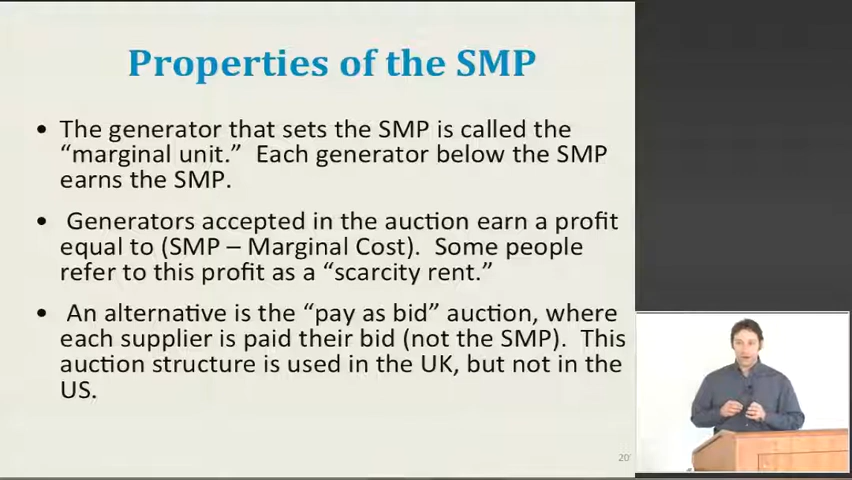 Properties of the SMP
• The generator that sets the SMP is called the
“marginal unit.” Each generator below the SMP
earns the SMP.
• Generators accepted in the auction earn a profit
equal to (SMP – Marginal Cost). Some people
refer to this profit as a “scarcity rent.”
• An alternative is the “pay as bid” auction, where
each supplier is paid their bid (not the SMP). This
auction structure is used in the UK, but not in the
US.
20